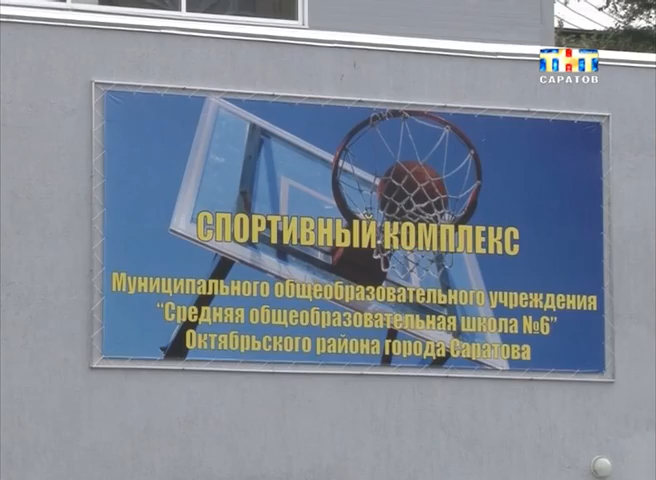 ТНТ
САРАТОВ
СПОРТИВНЫЙ КОМПЛЕКС
Муниципального общеобразовательного учреждения
"Средняя общеобразовательная школа №6"
Октябрьского района города Саратова